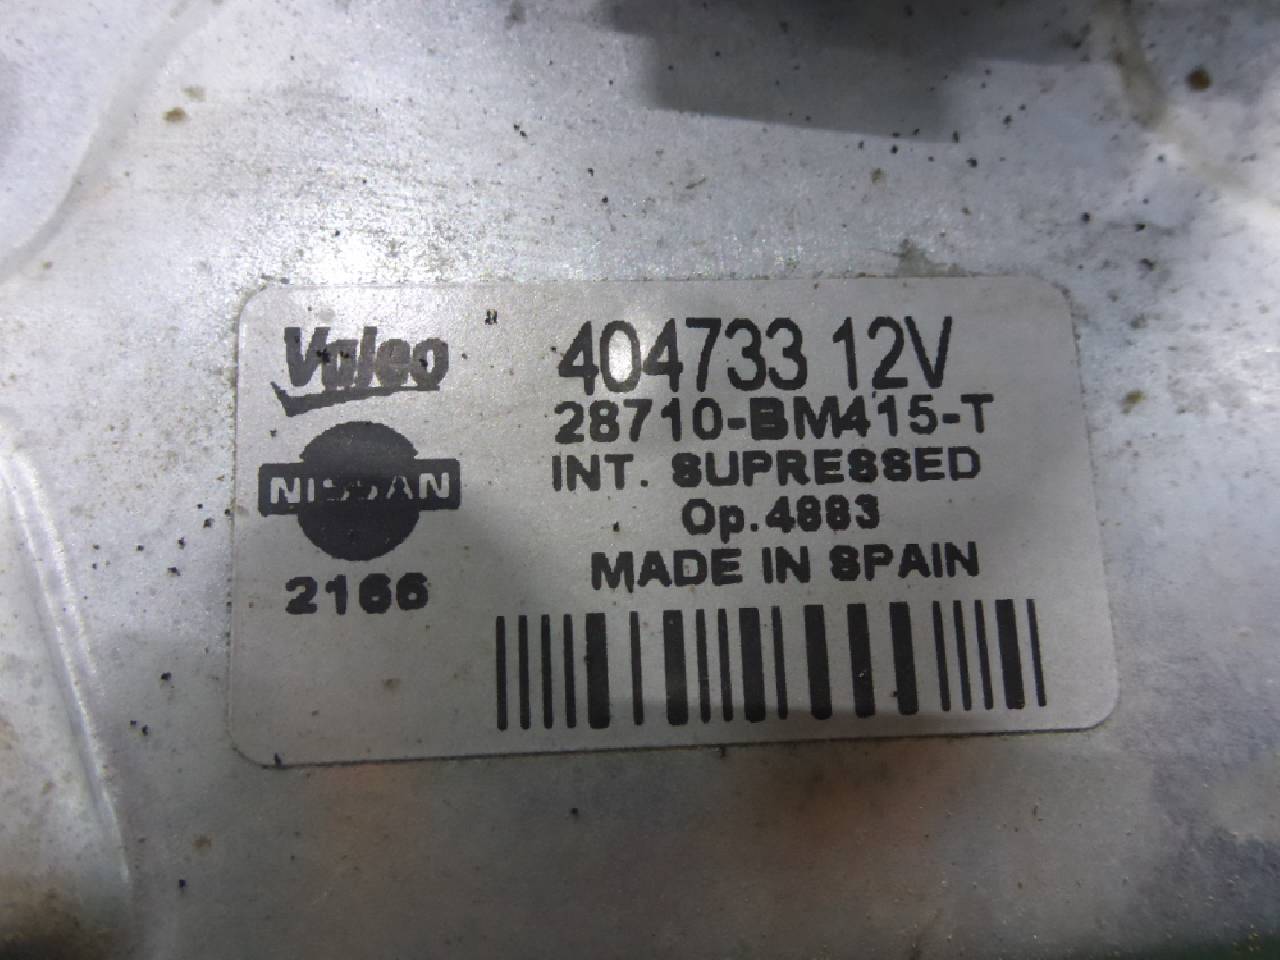 Valeo
404733 12V
28710-BM415-T
INT. SUPRESSED
NISSAN
Op.4883
MADE IN SPAIN
2166